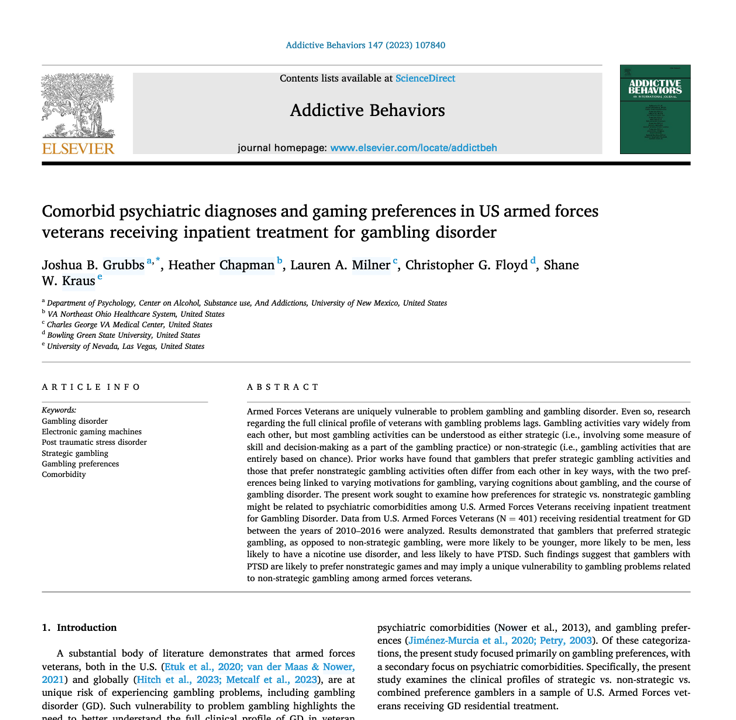 Addictive Behaviors 147 (2023) 107840
Contents lists available at ScienceDirect
Addictive Behaviors
journal homepage: www.elsevier.com/locate/addictbeh
ELSEVIER
ADDICTIVE
BEHAVIORS
Comorbid psychiatric diagnoses and gaming preferences in US armed forces
veterans receiving inpatient treatment for gambling disorder
Joshua B. Grubbs a,*, Heather Chapman b, Lauren A. Milner c, Christopher G. Floyd d, Shane
W. Kraus e
a Department of Psychology, Center on Alcohol, Substance use, And Addictions, University of New Mexico, United States
b VA Northeast Ohio Healthcare System, United States
c Charles George VA Medical Center, United States
d Bowling Green State University, United States
e University of Nevada, Las Vegas, United States
ARTICLE INFO
Keywords:
Gambling disorder
Electronic gaming machines
Post traumatic stress disorder
Strategic gambling
Gambling preferences
Comorbidity
ABSTRACT
Armed Forces Veterans are uniquely vulnerable to problem gambling and gambling disorder. Even so, research
regarding the full clinical profile of veterans with gambling problems lags. Gambling activities vary widely from
each other, but most gambling activities can be understood as either strategic (i.e., involving some measure of
skill and decision-making as a part of the gambling practice) or non-strategic (i.e., gambling activities that are
entirely based on chance). Prior works have found that gamblers that prefer strategic gambling activities and
those that prefer nonstrategic gambling activities often differ from each other in key ways, with the two pref-
erences being linked to varying motivations for gambling, varying cognitions about gambling, and the course of
gambling disorder. The present work sought to examine how preferences for strategic vs. nonstrategic gambling
might be related to psychiatric comorbidities among U.S. Armed Forces Veterans receiving inpatient treatment
for Gambling Disorder. Data from U.S. Armed Forces Veterans (N = 401) receiving residential treatment for GD
between the years of 2010–2016 were analyzed. Results demonstrated that gamblers that preferred strategic
gambling, as opposed to non-strategic gambling, were more likely to be younger, more likely to be men, less
likely to have a nicotine use disorder, and less likely to have PTSD. Such findings suggest that gamblers with
PTSD are likely to prefer nonstrategic games and may imply a unique vulnerability to gambling problems related
to non-strategic gambling among armed forces veterans.
1. Introduction
A substantial body of literature demonstrates that armed forces
veterans, both in the U.S. (Etuk et al., 2020; van der Maas & Nower,
2021) and globally (Hitch et al., 2023; Metcalf et al., 2023), are at
unique risk of experiencing gambling problems, including gambling
disorder (GD). Such vulnerability to problem gambling highlights the
need to better understand the full clinical profile of GD in veteran
psychiatric comorbidities (Nower et al., 2013), and gambling prefer-
ences (Jiménez-Murcia et al., 2020; Petry, 2003). Of these categoriza-
tions, the present study focused primarily on gambling preferences, with
a secondary focus on psychiatric comorbidities. Specifically, the present
study examines the clinical profiles of strategic vs. non-strategic vs.
combined preference gamblers in a sample of U.S. Armed Forces vet-
erans receiving GD residential treatment.